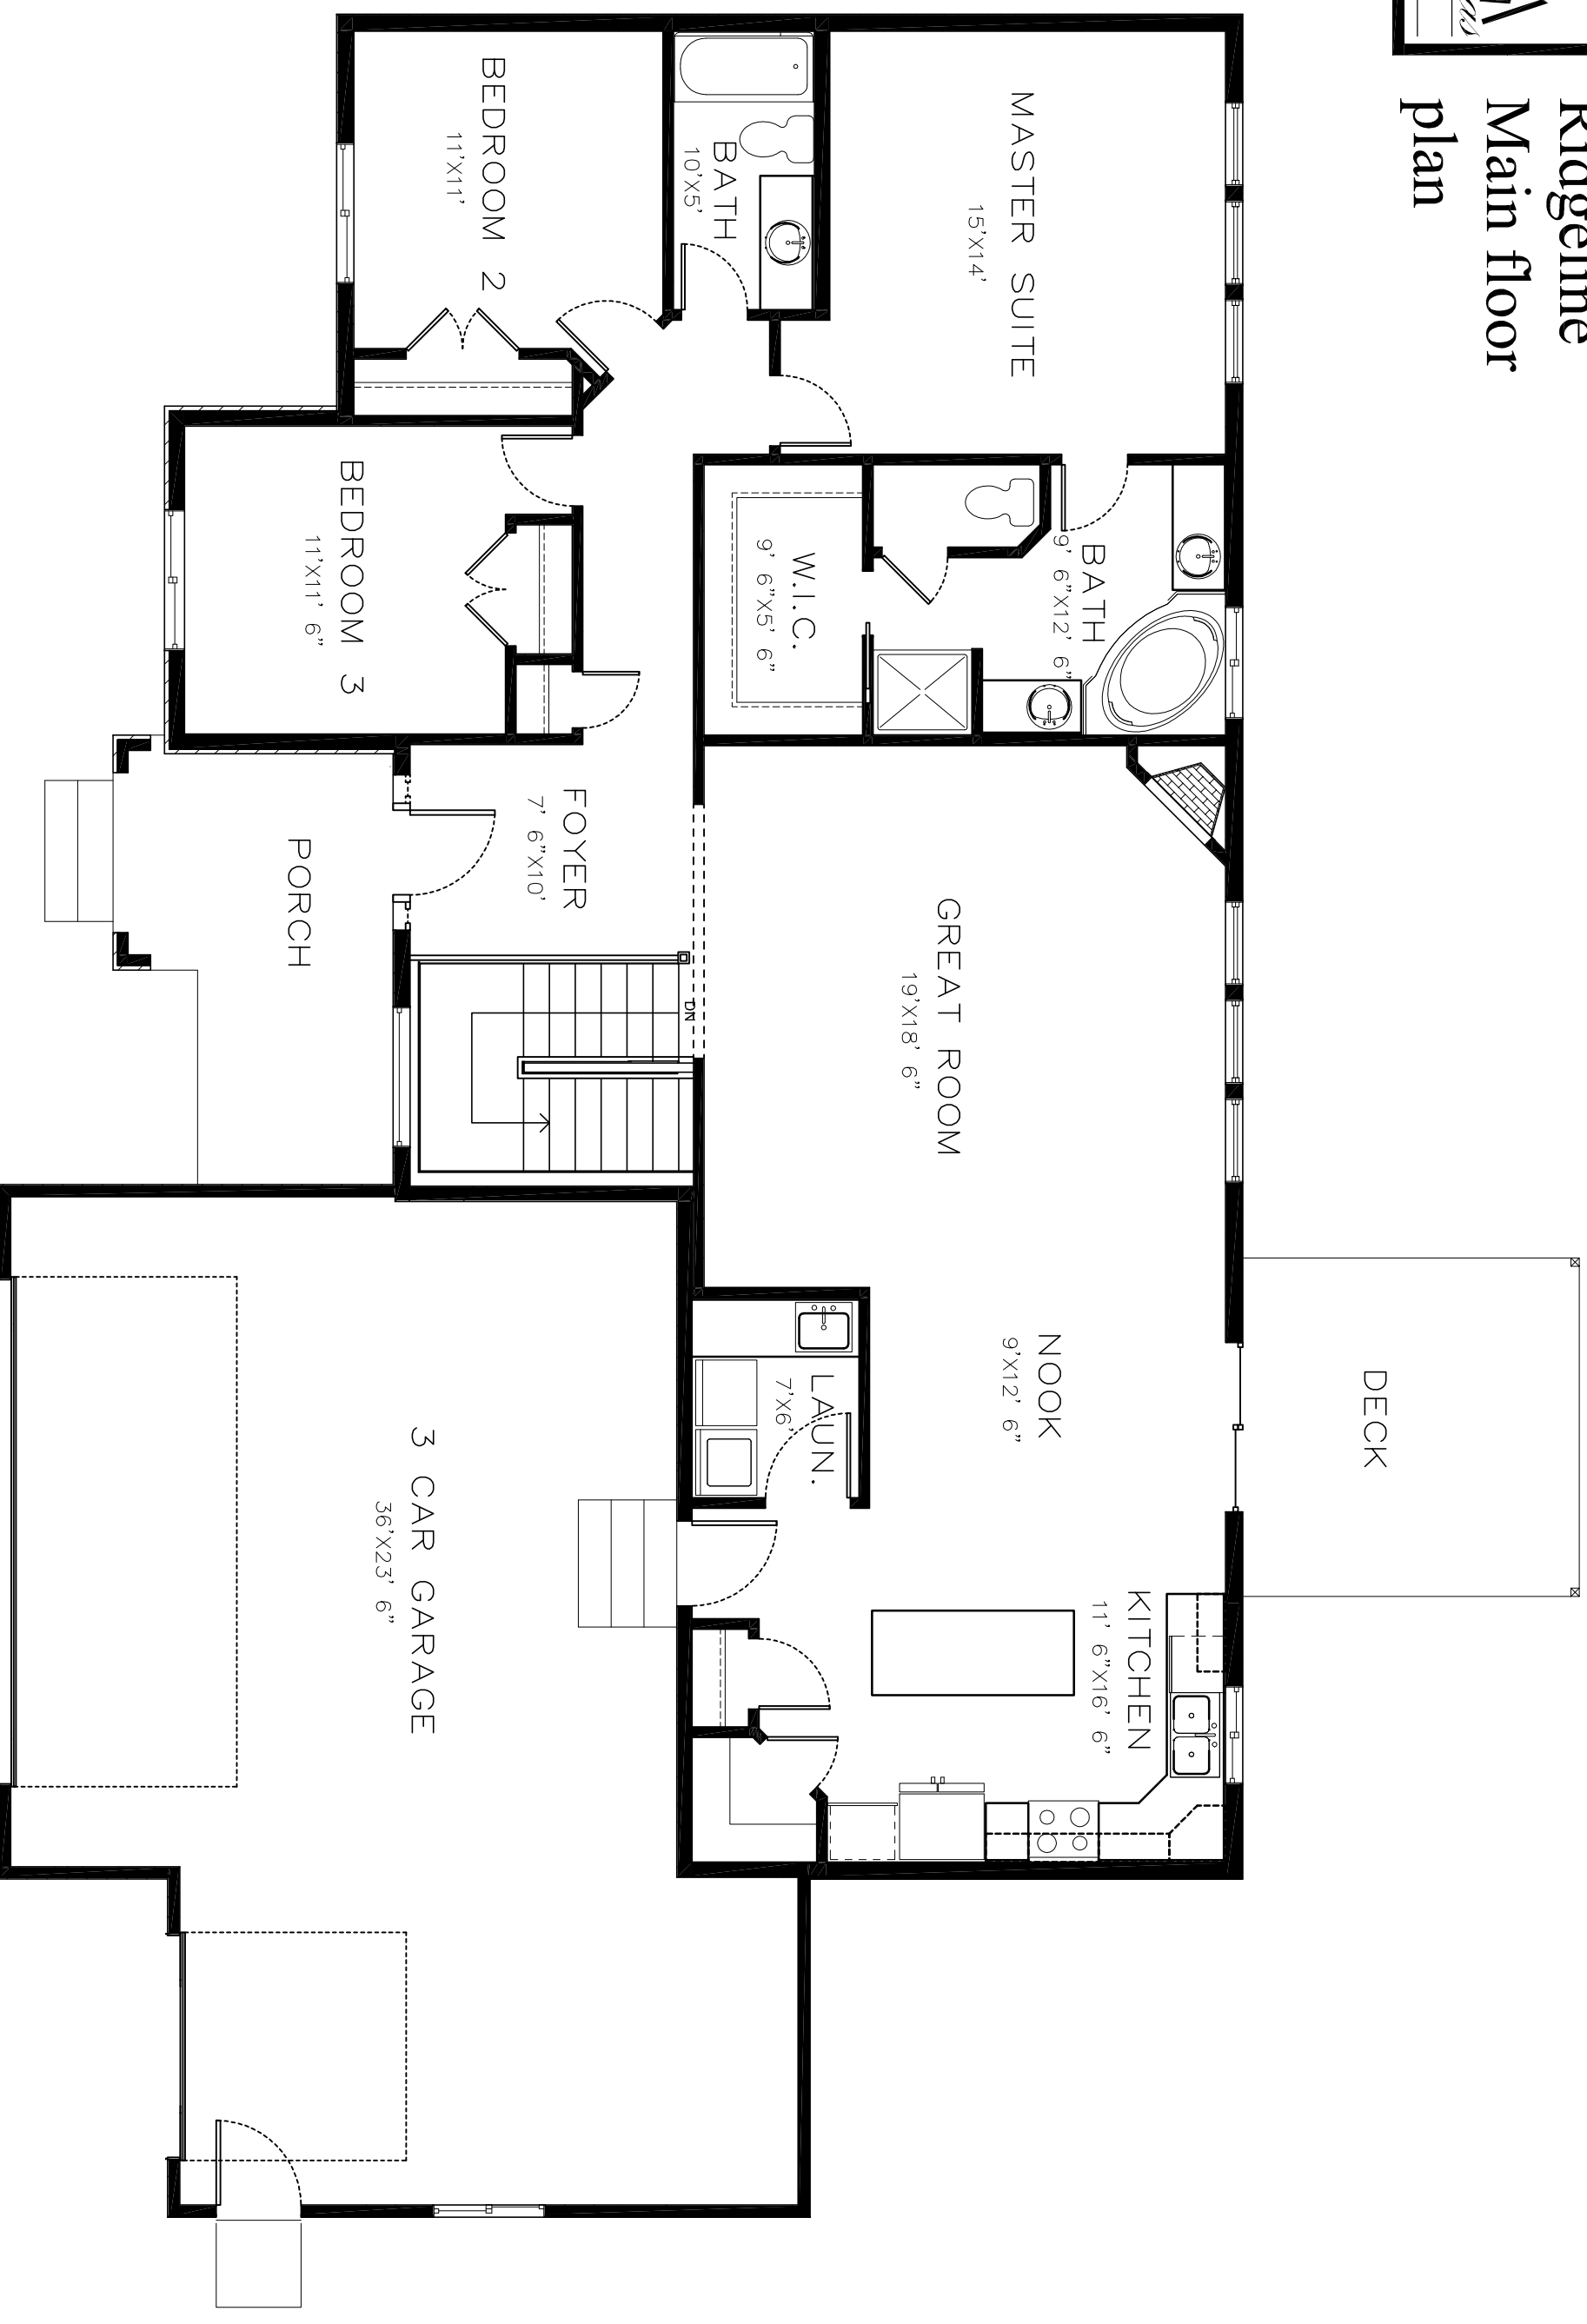 Ridgeline
Main floor
plan
DECK
MASTER SUITE
15'X14'
BATH
9' 6"X12' 6"
W.I.C.
9' 6"X5' 6"
GREAT ROOM
19'X18' 6"
NOOK
9'X12' 6"
KITCHEN
11' 6"X16' 6"
BATH
10'X5'
LAUN.
7'X6'
DN
BEDROOM 2
11'X11'
FOYER
7' 6"X10'
BEDROOM 3
11'X11' 6"
PORCH
3 CAR GARAGE
36'X23' 6"